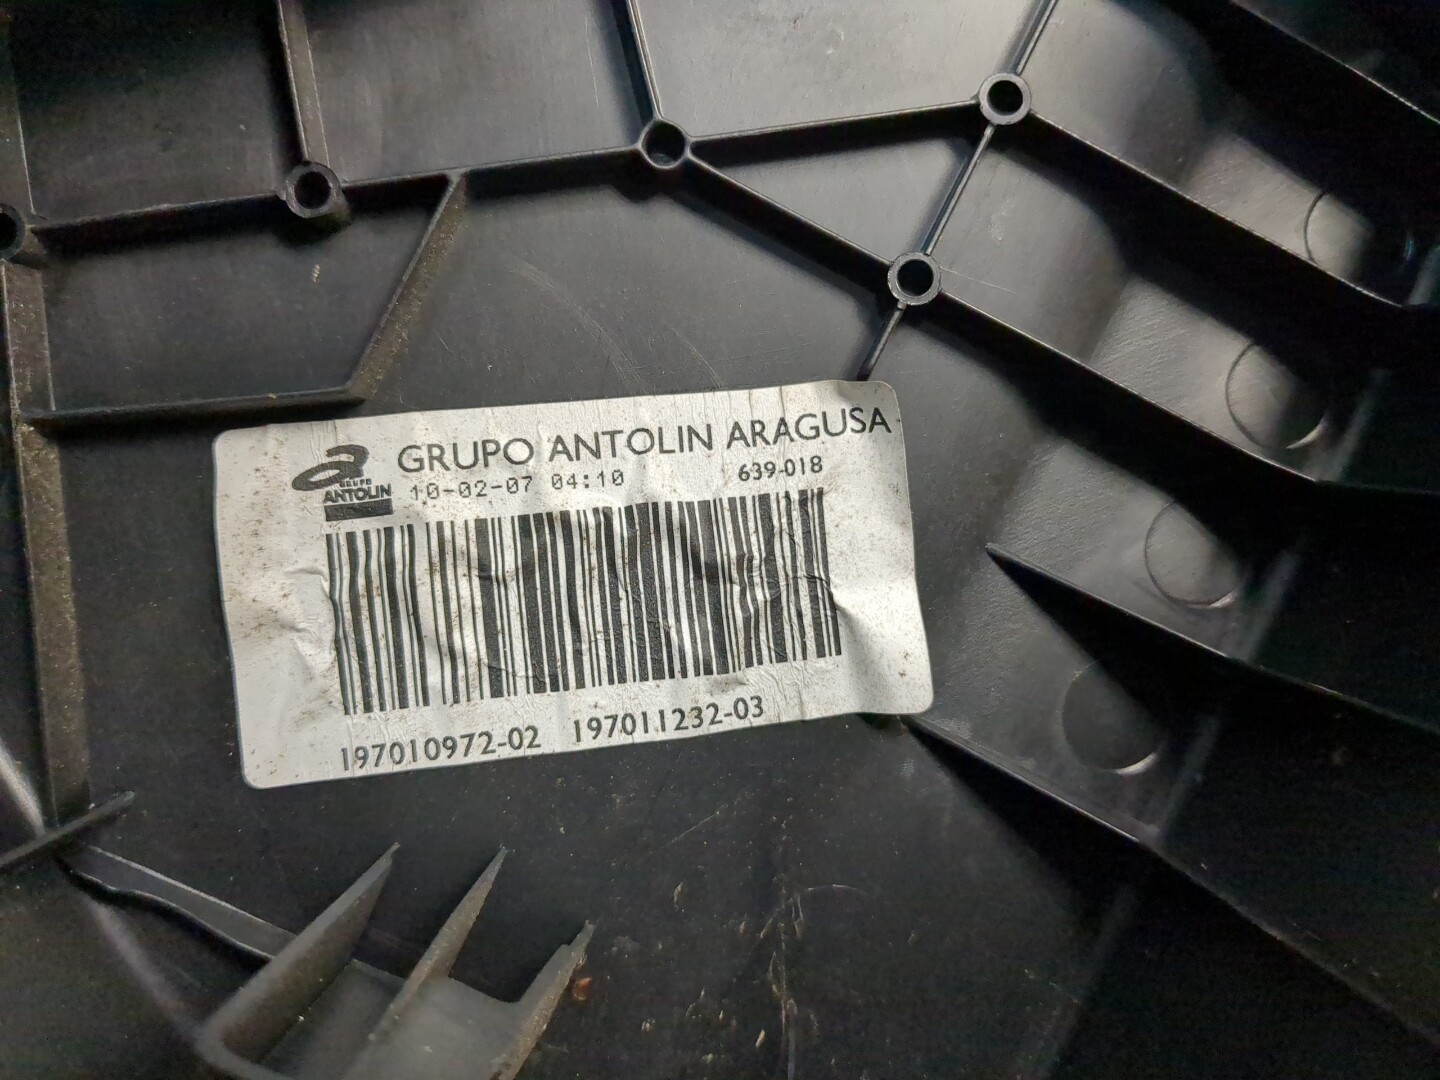 GRUPO ANTOLIN ARAGUSA
GRUPO
ANTOLIN
10-02-07 04:10
639-018
197010972-02 197011232-03